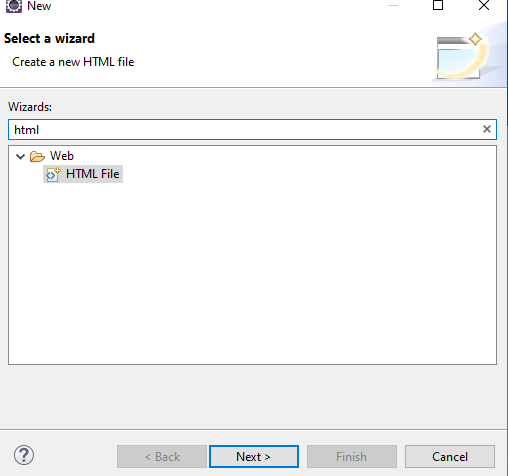 New
Select a wizard
Create a new HTML file
Wizards:
html
Web
HTML File
< Back
Next >
Finish
Cancel